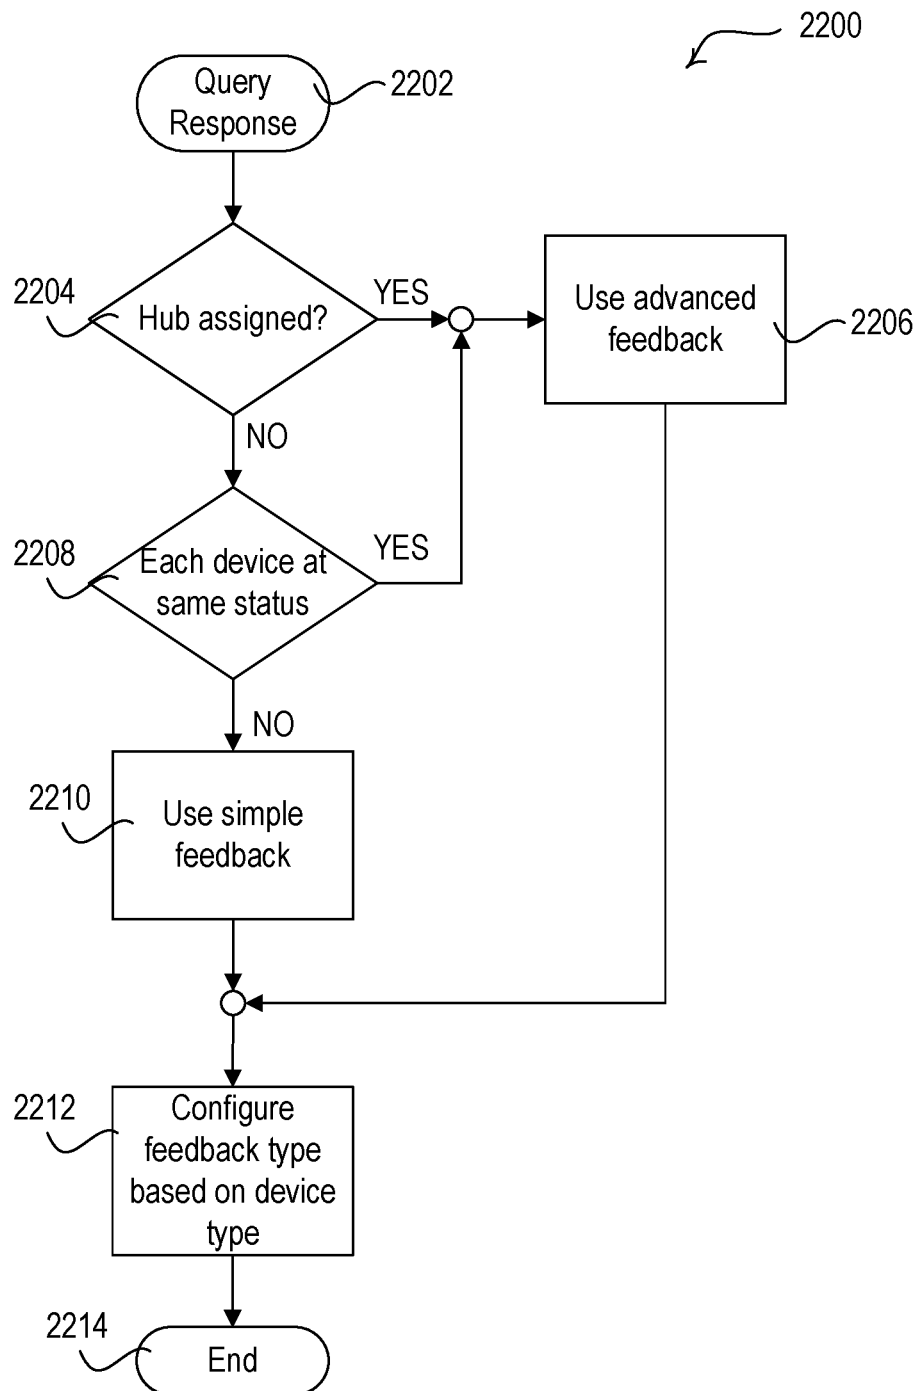 2200
Query
Response
2202
2204
Hub assigned?
YES
Use advanced
feedback
2206
NO
2208
Each device at
same status
YES
NO
2210
Use simple
feedback
2212
Configure
feedback type
based on device
type
2214
End